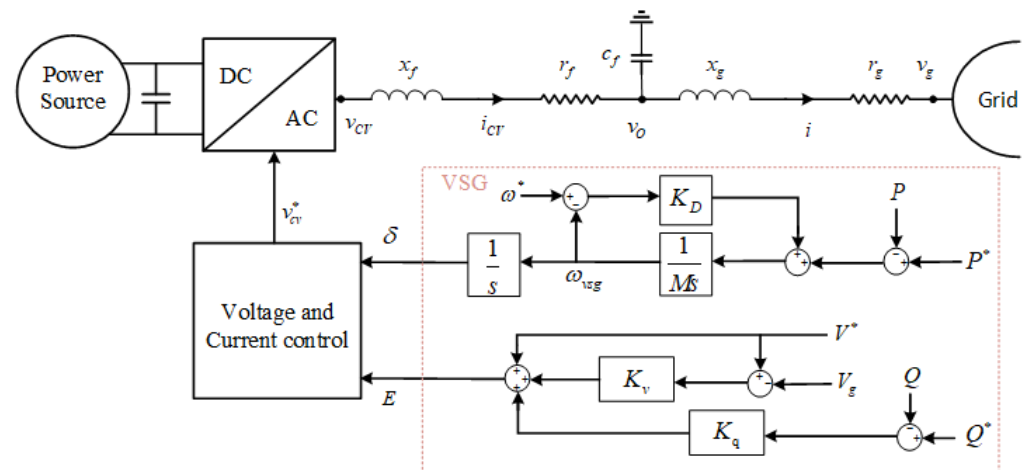 Power
Source
DC
AC
x_f
r_f
c_f
x_g
r_g
v_g
v_cv
i_cv
v_o
i
Grid
VSG
v*_cv
ω*
+
−
K_D
P
δ
1/s
ω_vsg
1/Ms
+
+
−
+
P*
Voltage and
Current control
V*
+
+
+
K_v
+
−
V_g
E
Q
K_q
−
+
Q*